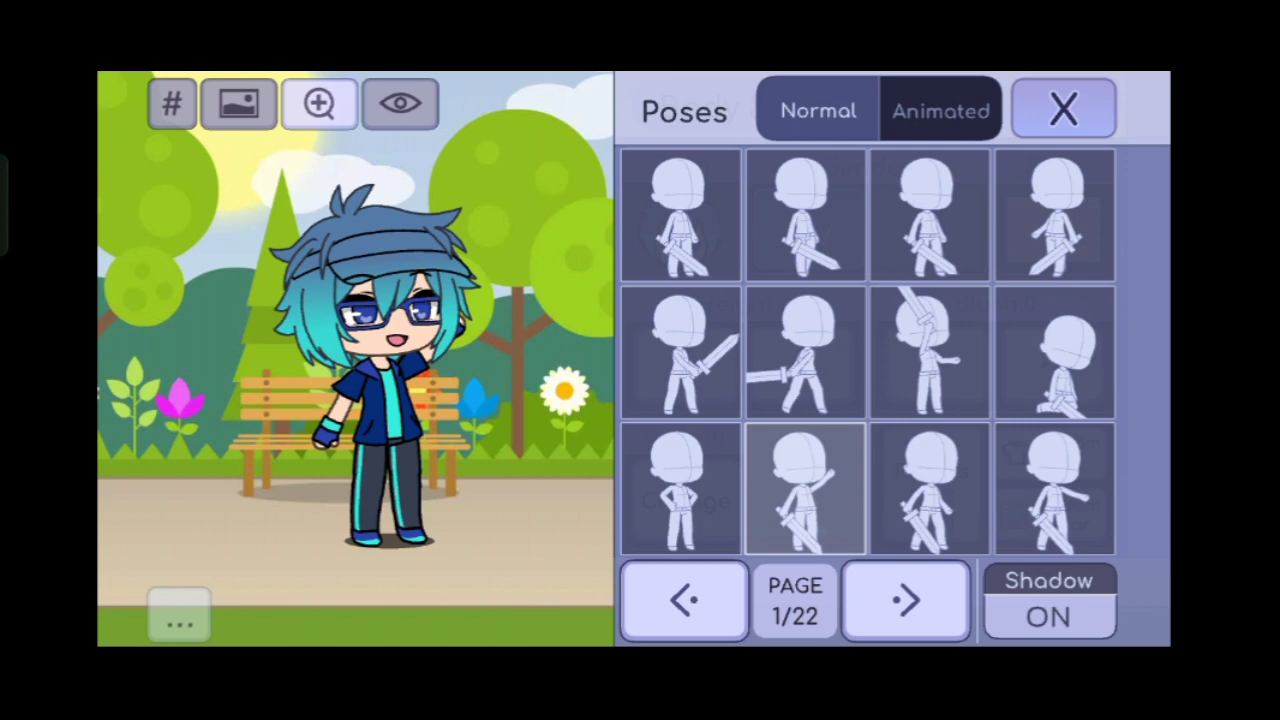 #
Poses
Normal
Animated
X
PAGE
1/22
Shadow
ON
...